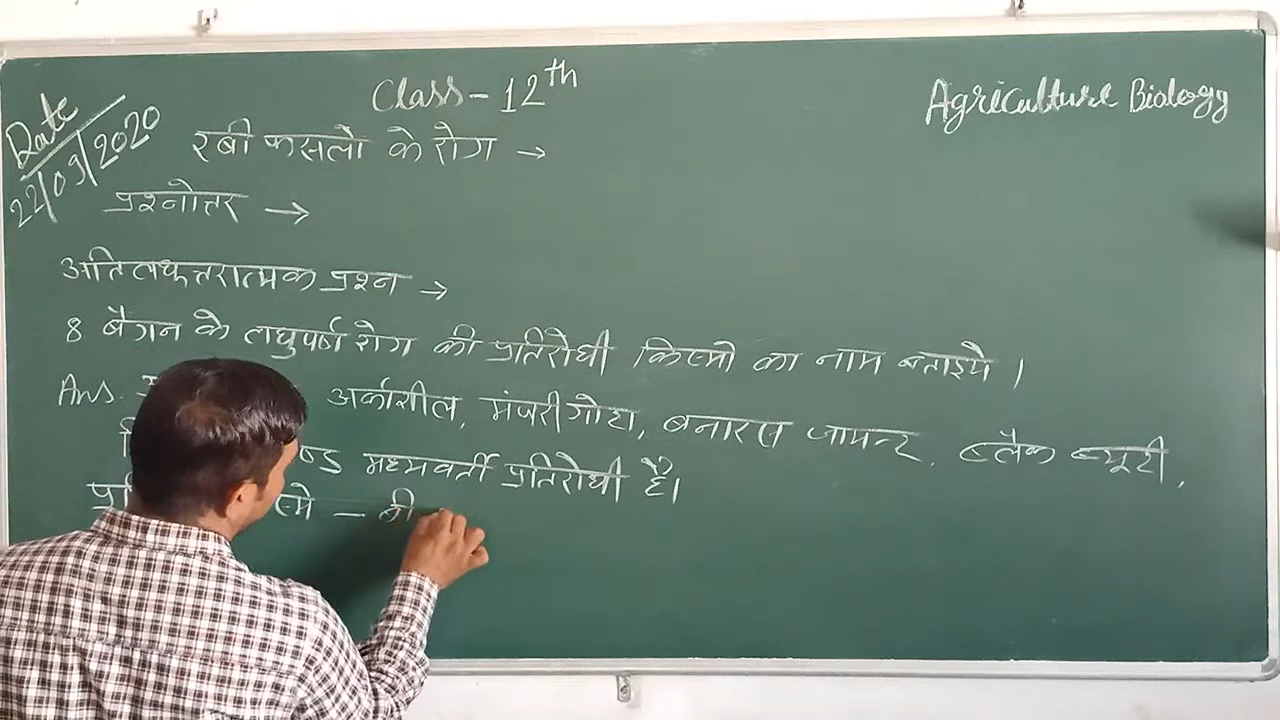 Class - 12th
Agriculture Biology
Date
22/09/2020
रबी फसलो के रोग →
प्रश्नोत्तर →
अतिलघुत्तरात्मक प्रश्न →
8 बैगन के लघुपर्ण रोग की प्रतिरोधी किस्मो का नाम बताइये ।
Ans. अर्काशील, मंजरी गोटा, बनारस जायन्ट, ब्लैक ब्यूटी,
मध्यवर्ती प्रतिरोधी है।
– बी